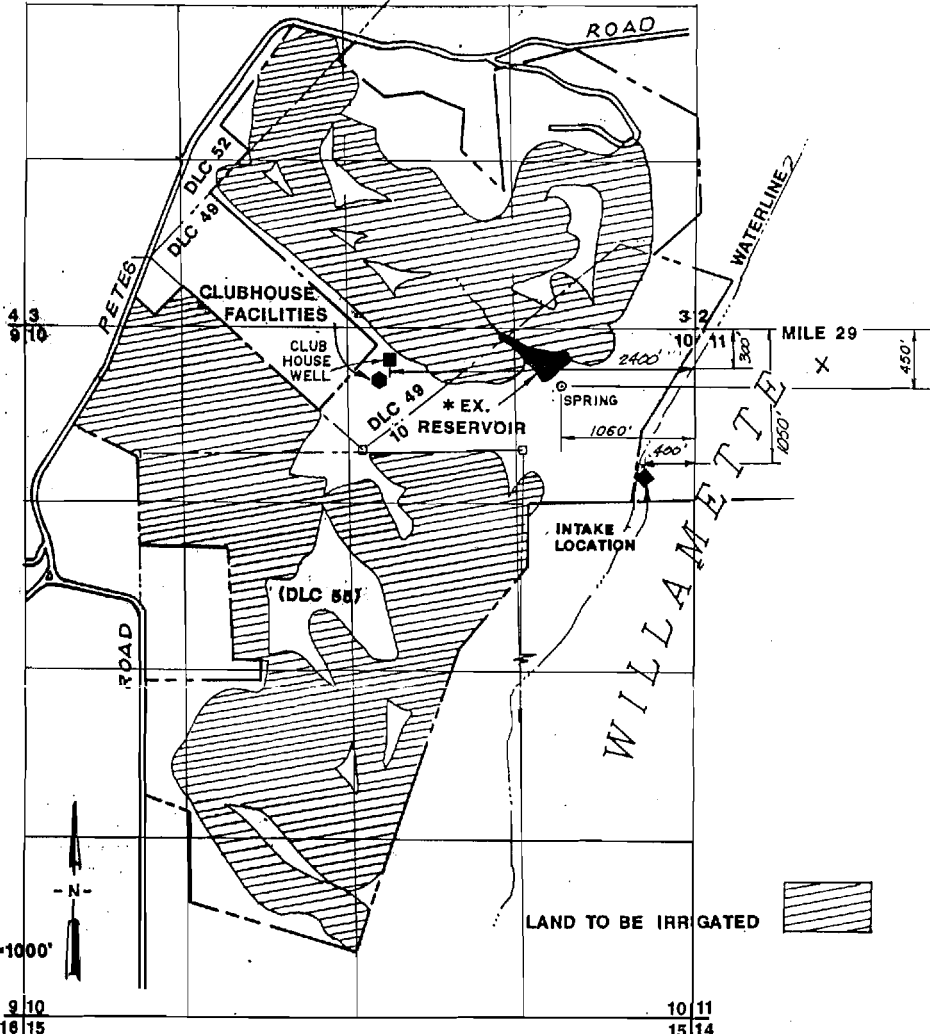 ROAD
DLC 52
DLC 49
PETES
WATERLINE
CLUBHOUSE
FACILITIES
4 3
9 10
3 2
10 11
MILE 29
300'
450'
CLUB
HOUSE
WELL
2400'
X
DLC 49
10
* EX.
RESERVOIR
SPRING
1060'
400'
1050'
INTAKE
LOCATION
WILLAMETTE
(DLC 55)
ROAD
-N-
LAND TO BE IRRIGATED
=1000'
9 10
16 15
10 11
15 14